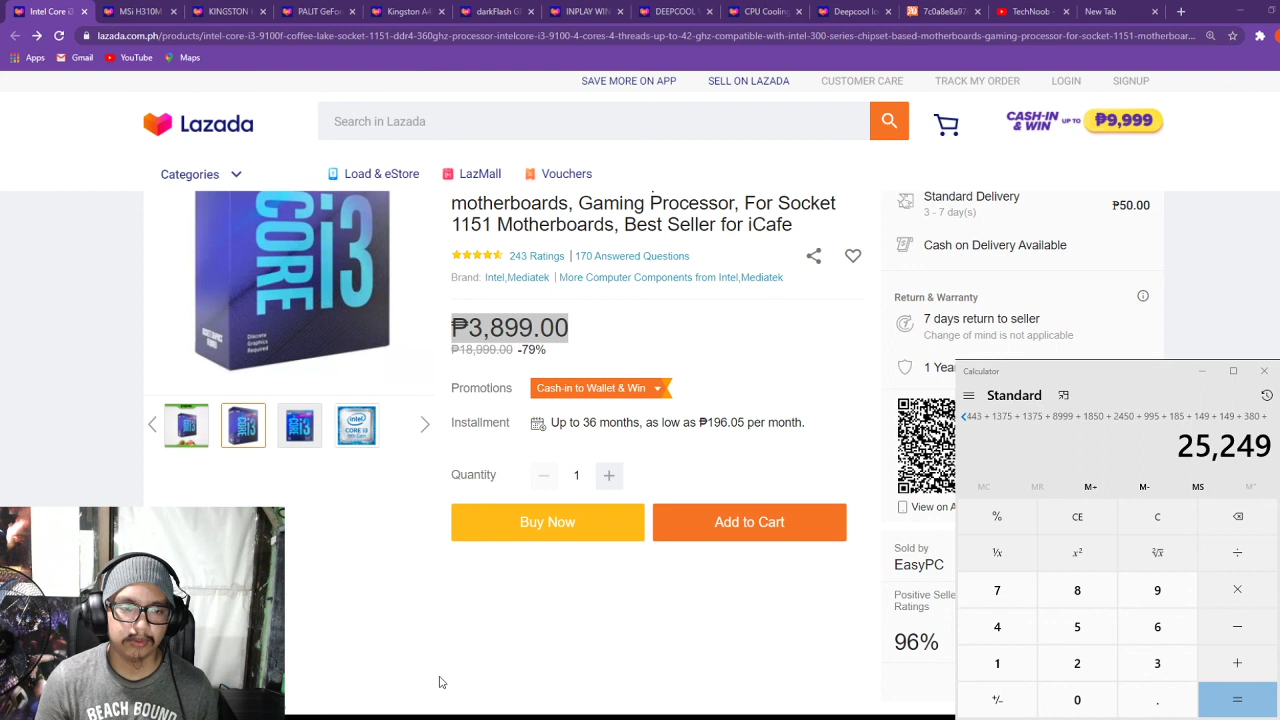 Intel Core i3
MSi H310M
KINGSTON
PALIT GeFor
Kingston A4
darkFlash G
INPLAY WIN
DEEPCOOL
CPU Cooling
Deepcool Ic
7c0a8e8a97
TechNoob -
New Tab
lazada.com.ph/products/intel-core-i3-9100f-coffee-lake-socket-1151-ddr4-360ghz-processor-intelcore-i3-9100-4-cores-4-threads-up-to-42-ghz-compatible-with-intel-300-series-chipset-based-motherboards-gaming-processor-for-socket-1151-motherboar...
Apps
Gmail
YouTube
Maps
SAVE MORE ON APP
SELL ON LAZADA
CUSTOMER CARE
TRACK MY ORDER
LOGIN
SIGNUP
Lazada
Search in Lazada
CASH-IN & WIN UP TO ₱9,999
Categories
Load & eStore
LazMall
Vouchers
motherboards, Gaming Processor, For Socket
1151 Motherboards, Best Seller for iCafe
243 Ratings
170 Answered Questions
Brand: Intel,Mediatek
More Computer Components from Intel,Mediatek
₱3,899.00
₱18,999.00 -79%
Promotions
Cash-in to Wallet & Win
Installment
Up to 36 months, as low as ₱196.05 per month.
Quantity
1
Buy Now
Add to Cart
CORE i3
Discrete
Graphics
Required
Standard Delivery
3 - 7 day(s)
₱50.00
Cash on Delivery Available
Return & Warranty
7 days return to seller
Change of mind is not applicable
1 Yea
View on A
Sold by
EasyPC
Positive Selle
Ratings
96%
Calculator
Standard
443 + 1375 + 1375 + 8999 + 1850 + 2450 + 995 + 185 + 149 + 149 + 380 +
25,249
MC MR M+ M- MS M˅
% CE C
¹/x x² ²√x ÷
7 8 9 ×
4 5 6 −
1 2 3 +
+/− 0 . =
BEACH BOUND